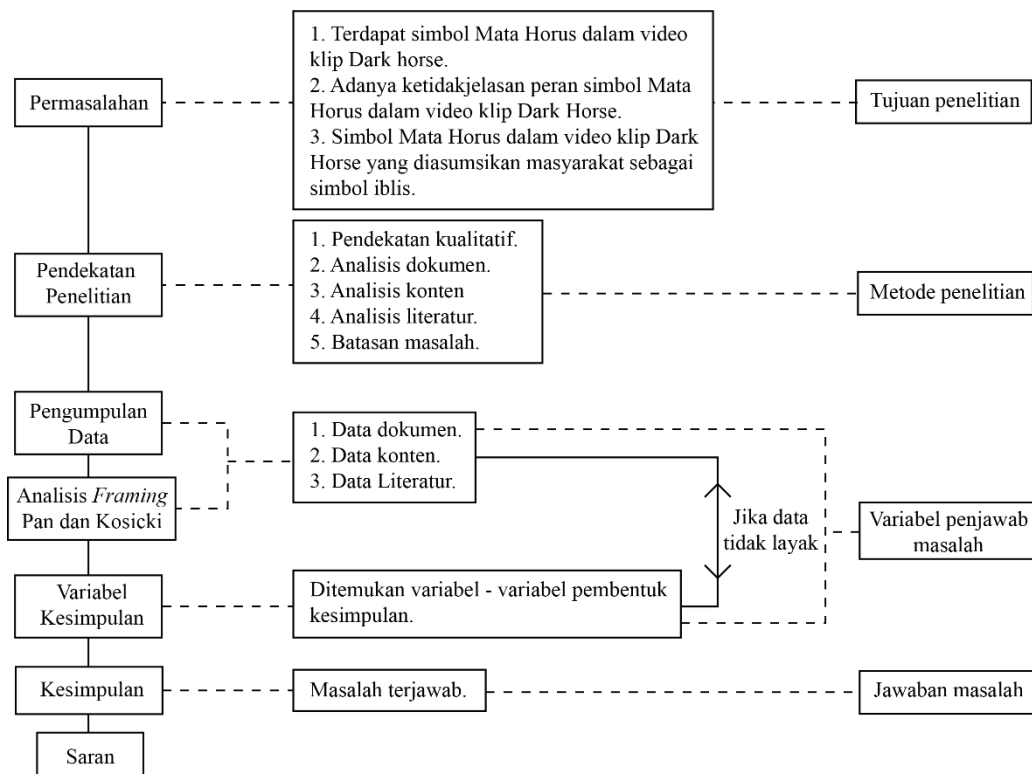 1. Terdapat simbol Mata Horus dalam video
klip Dark horse.
2. Adanya ketidakjelasan peran simbol Mata
Horus dalam video klip Dark Horse.
3. Simbol Mata Horus dalam video klip Dark
Horse yang diasumsikan masyarakat sebagai
simbol iblis.
Permasalahan
Tujuan penelitian
Pendekatan
Penelitian
1. Pendekatan kualitatif.
2. Analisis dokumen.
3. Analisis konten
4. Analisis literatur.
5. Batasan masalah.
Metode penelitian
Pengumpulan
Data
1. Data dokumen.
2. Data konten.
3. Data Literatur.
Analisis Framing
Pan dan Kosicki
Jika data
tidak layak
Variabel penjawab
masalah
Variabel
Kesimpulan
Ditemukan variabel - variabel pembentuk
kesimpulan.
Kesimpulan
Masalah terjawab.
Jawaban masalah
Saran